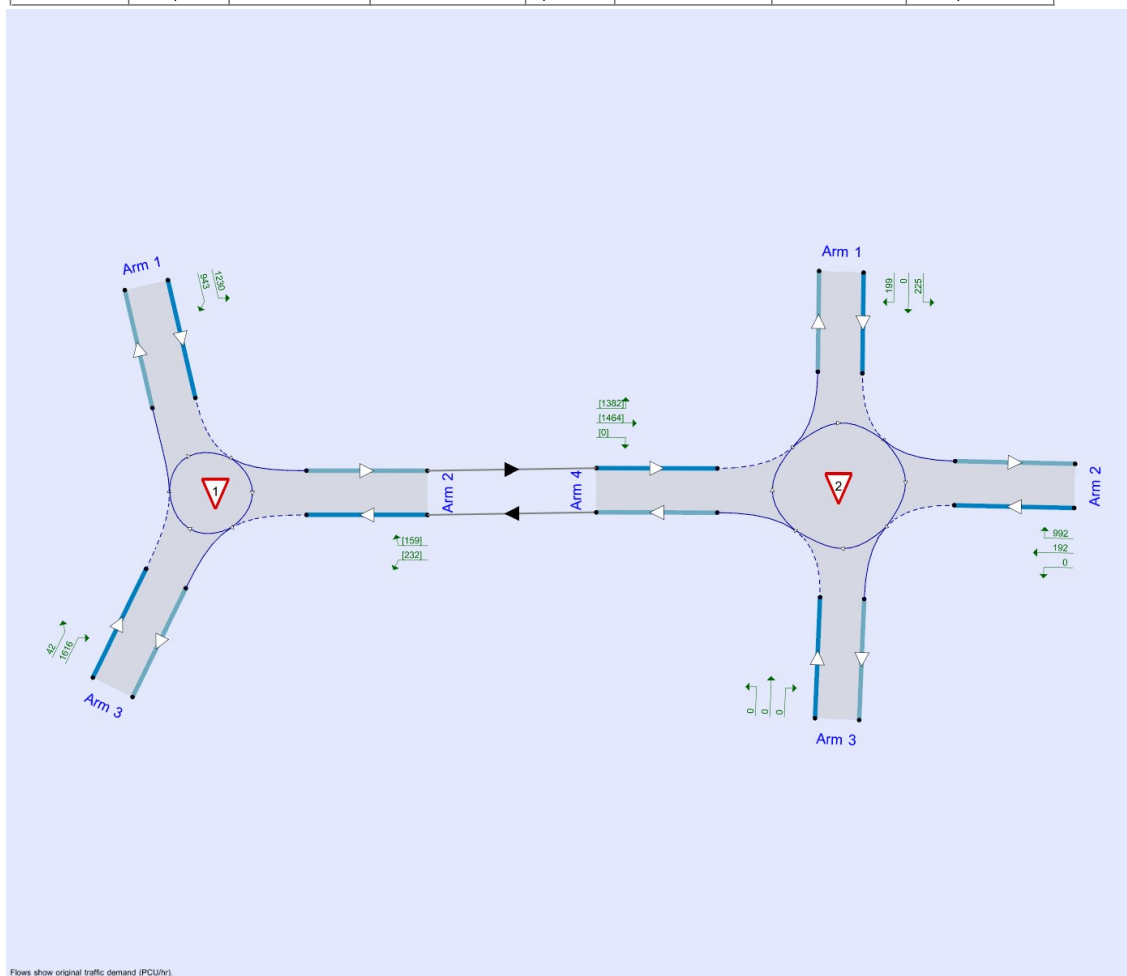 Arm 1
943
1230
Arm 1
199
0
225
[1382]
[1464]
[0]
1
Arm 2
Arm 4
2
Arm 2
[159]
[232]
992
192
0
42
1616
Arm 3
0
0
0
Arm 3
Flows show original traffic demand (PCU/hr).